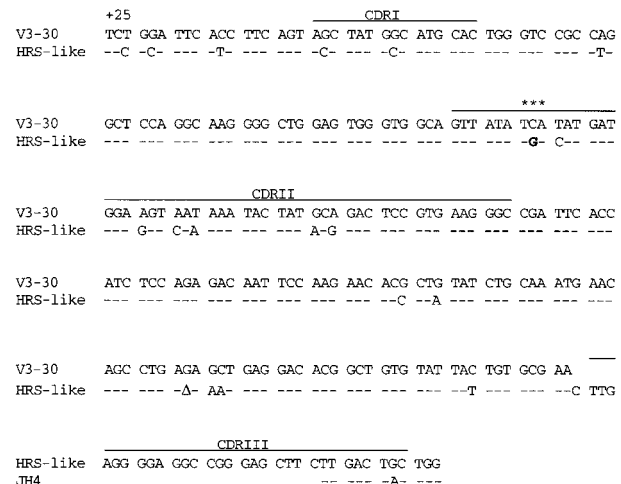 +25 CDRI
V3-30 TCT GGA TTC ACC TTC AGT AGC TAT GGC ATG CAC TGG GTC CGC CAG
HRS-like --C -C- --- -T- --- --- -C- --- -C- --- --- --- --- --- -T-
***
V3-30 GCT CCA GGC AAG GGG CTG GAG TGG GTG GCA GTT ATA TCA TAT GAT
HRS-like --- --- --- --- --- --- --- --- --- --- --- --- -G- C-- ---
CDRII
V3-30 GGA AGT AAT AAA TAC TAT GCA GAC TCC GTG AAG GGC CGA TTC ACC
HRS-like --- G-- C-A --- --- --- A-G --- --- --- --- --- --- --- ---
V3-30 ATC TCC AGA GAC AAT TCC AAG AAC ACG CTG TAT CTG CAA ATG AAC
HRS-like --- --- --- --- --- --- --- --- --C -A- --- --- --- --- ---
V3-30 AGC CTG AGA GCT GAG GAC ACG GCT GTG TAT TAC TGT GCG AA
HRS-like --- --- -Δ- AA- --- --- --- --- --- --- --T --- --- --C TTG
CDRIII
HRS-like AGG GGA GGC CGG GAG CTT CTT GAC TGC TGG
JH4 --- --- -A- ---